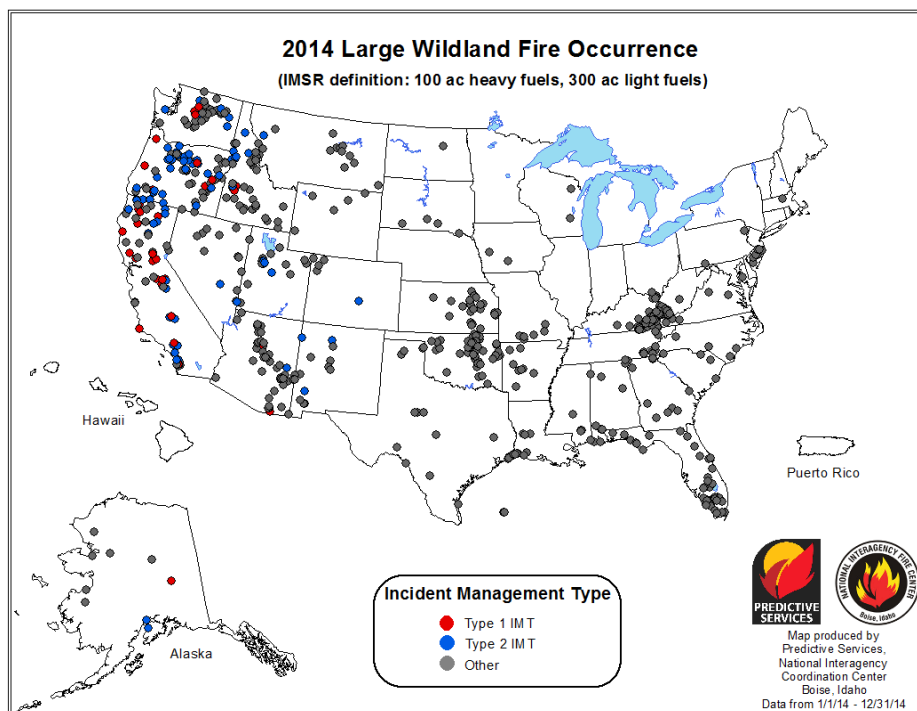 2014 Large Wildland Fire Occurrence
(IMSR definition: 100 ac heavy fuels, 300 ac light fuels)
Hawaii
Puerto Rico
Alaska
Incident Management Type
Type 1 IMT
Type 2 IMT
Other
PREDICTIVE
SERVICES
NATIONAL INTERAGENCY FIRE CENTER
Boise, Idaho
Map produced by
Predictive Services,
National Interagency
Coordination Center
Boise, Idaho
Data from 1/1/14 - 12/31/14